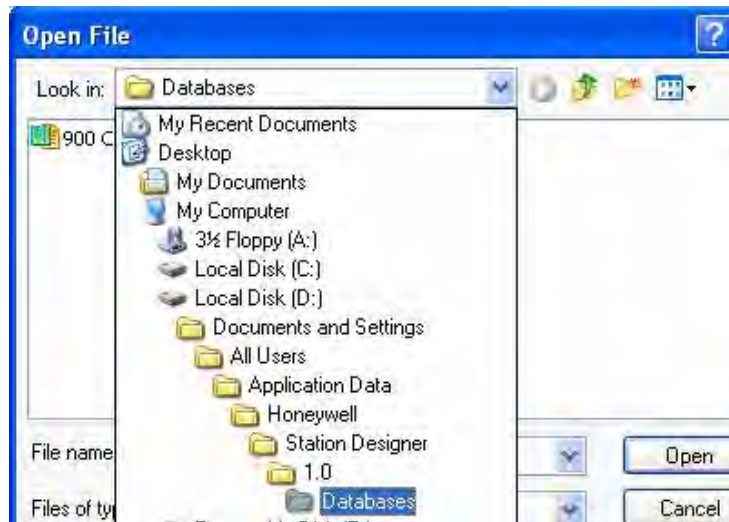 Open File
?
Look in: Databases
My Recent Documents
900 C
Desktop
My Documents
My Computer
3½ Floppy (A:)
Local Disk (C:)
Local Disk (D:)
Documents and Settings
All Users
Application Data
Honeywell
Station Designer
File name
Open
1.0
Databases
Files of ty
Cancel